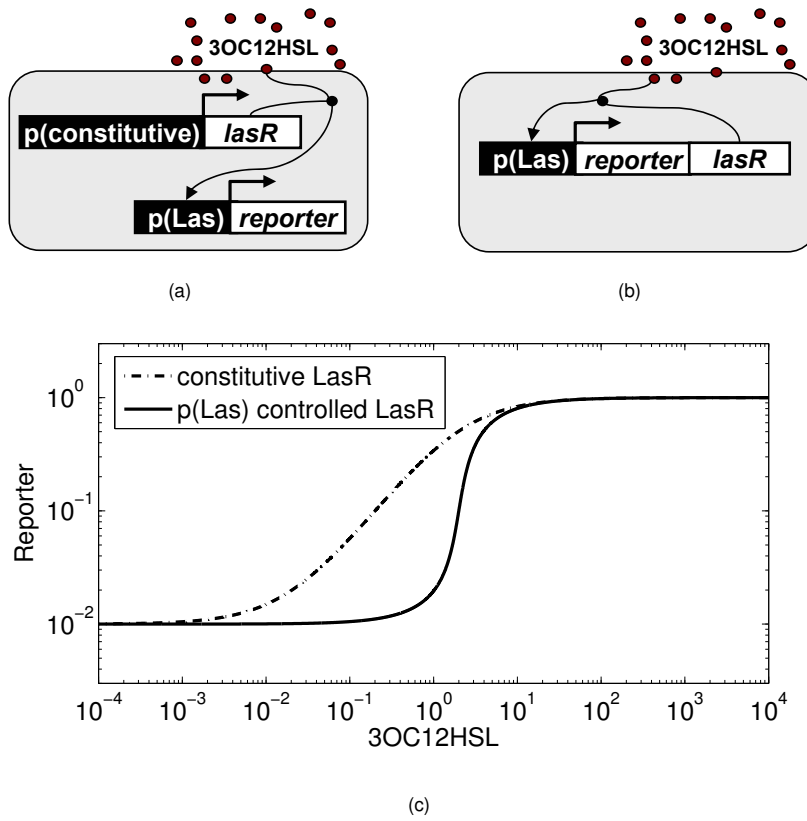 3OC12HSL
p(constitutive) lasR
p(Las) reporter
(a)
3OC12HSL
p(Las) reporter lasR
(b)
constitutive LasR
p(Las) controlled LasR
Reporter
10^0
10^-1
10^-2
10^-4 10^-3 10^-2 10^-1 10^0 10^1 10^2 10^3 10^4
3OC12HSL
(c)